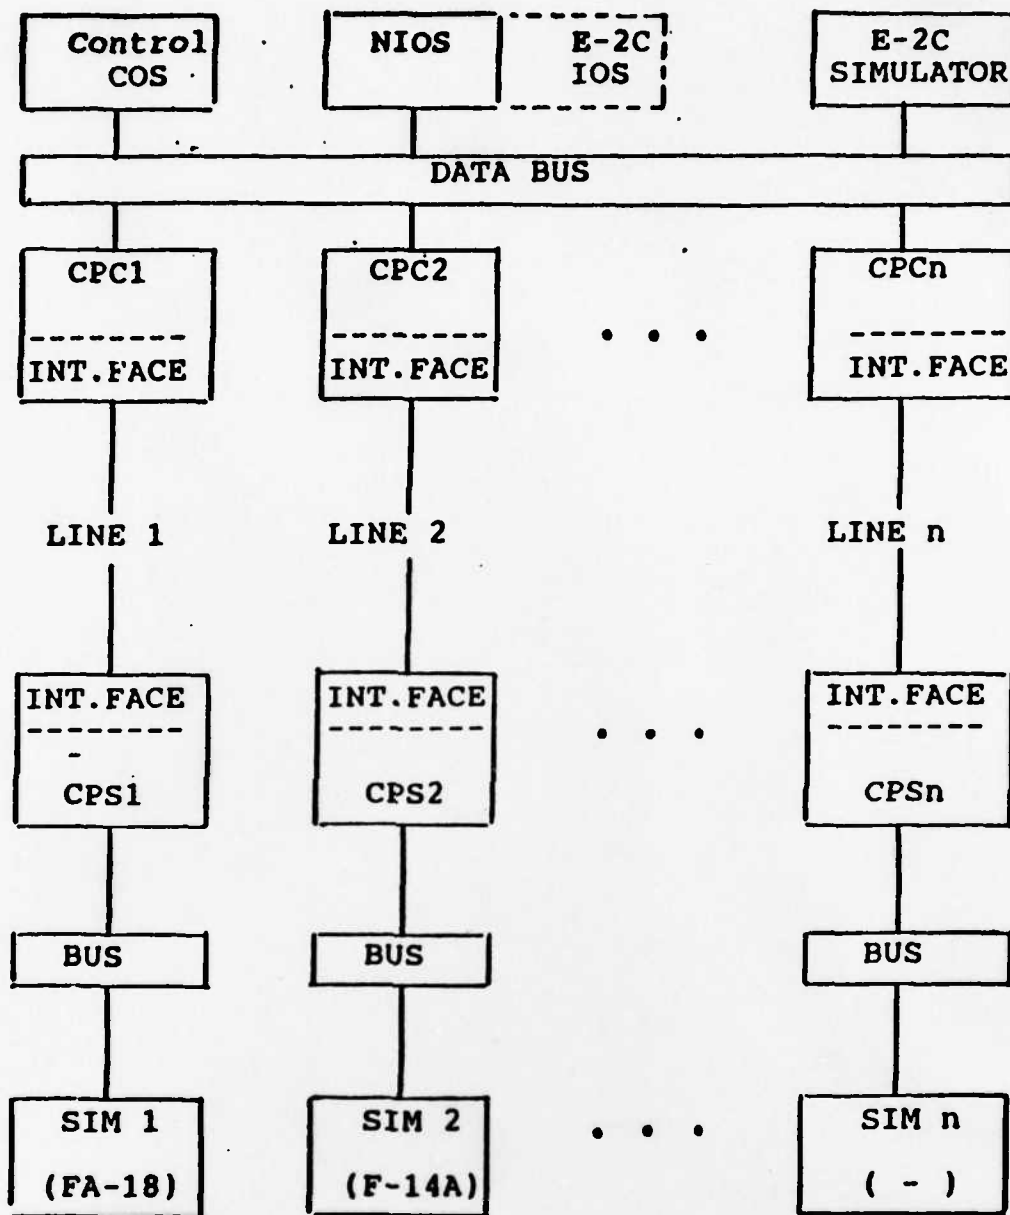 Control NIOS E-2C E-2C
COS IOS SIMULATOR
DATA BUS
CPC1 CPC2 CPCn
INT.FACE INT.FACE INT.FACE
LINE 1 LINE 2 LINE n
INT.FACE INT.FACE INT.FACE
CPS1 CPS2 CPSn
BUS BUS BUS
SIM 1 SIM 2 SIM n
(FA-18) (F-14A) ( - )